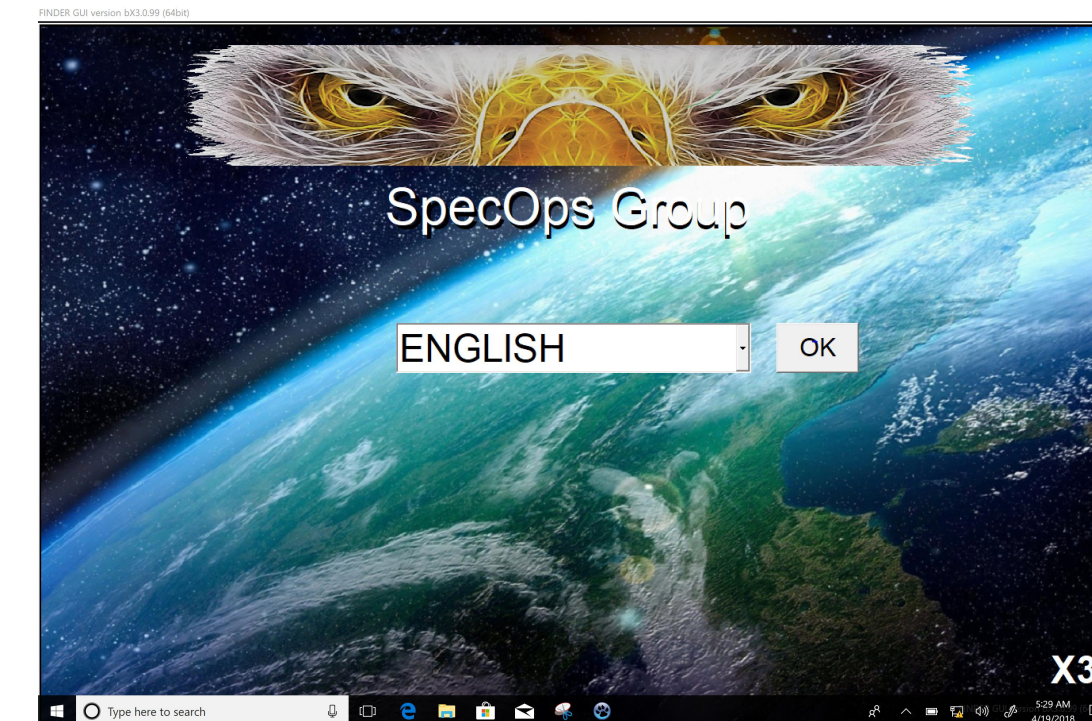 FINDER GUI version bX3.0.99 (64bit)
SpecOps Group
ENGLISH
OK
X3
Type here to search
5:29 AM
4/19/2018